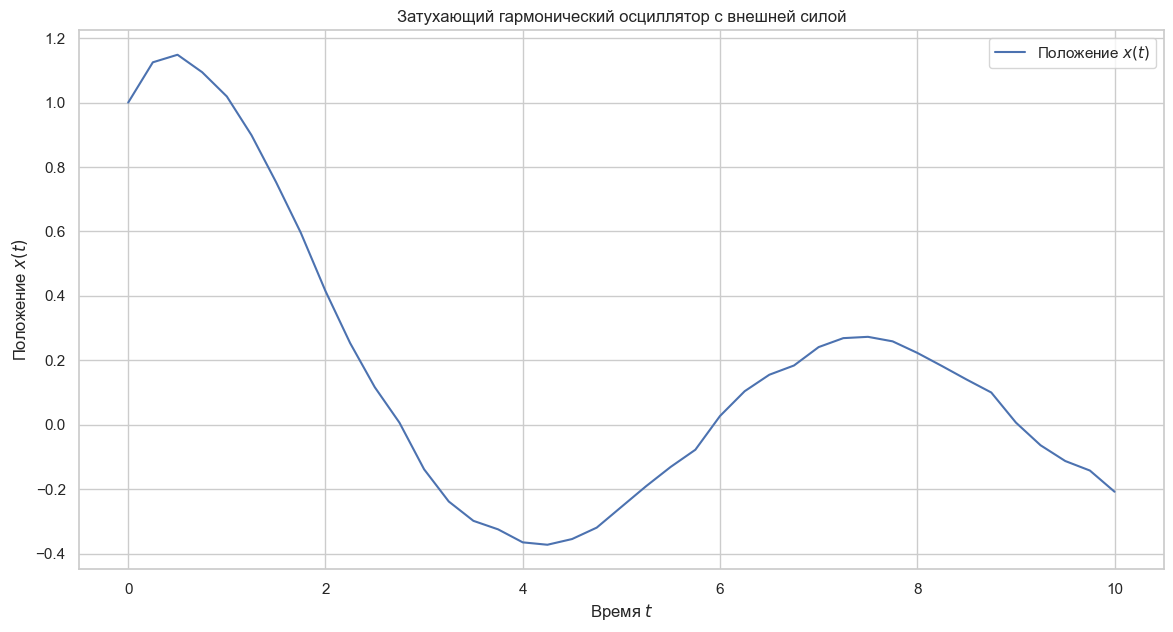 Затухающий гармонический осциллятор с внешней силой
Положение x(t)
1.2
1.0
0.8
0.6
0.4
0.2
0.0
−0.2
−0.4
Положение x(t)
0 2 4 6 8 10
Время t